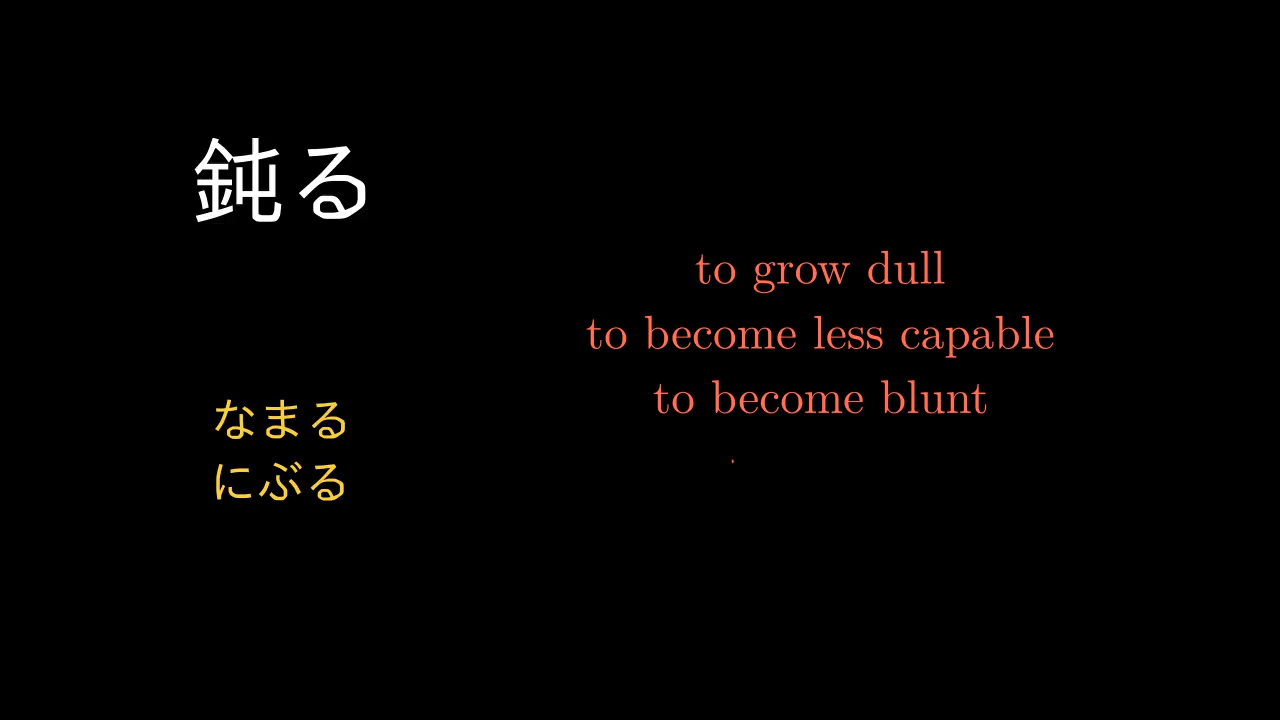 鈍る
なまる
にぶる
to grow dull
to become less capable
to become blunt